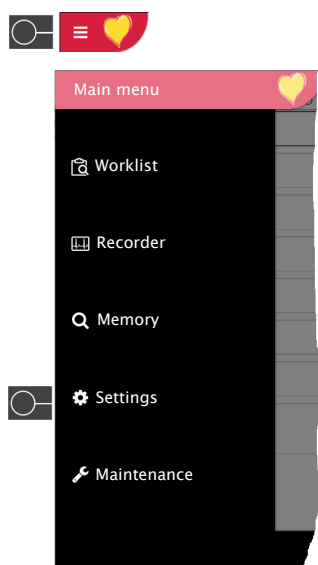 Main menu
Worklist
Recorder
Memory
Settings
Maintenance